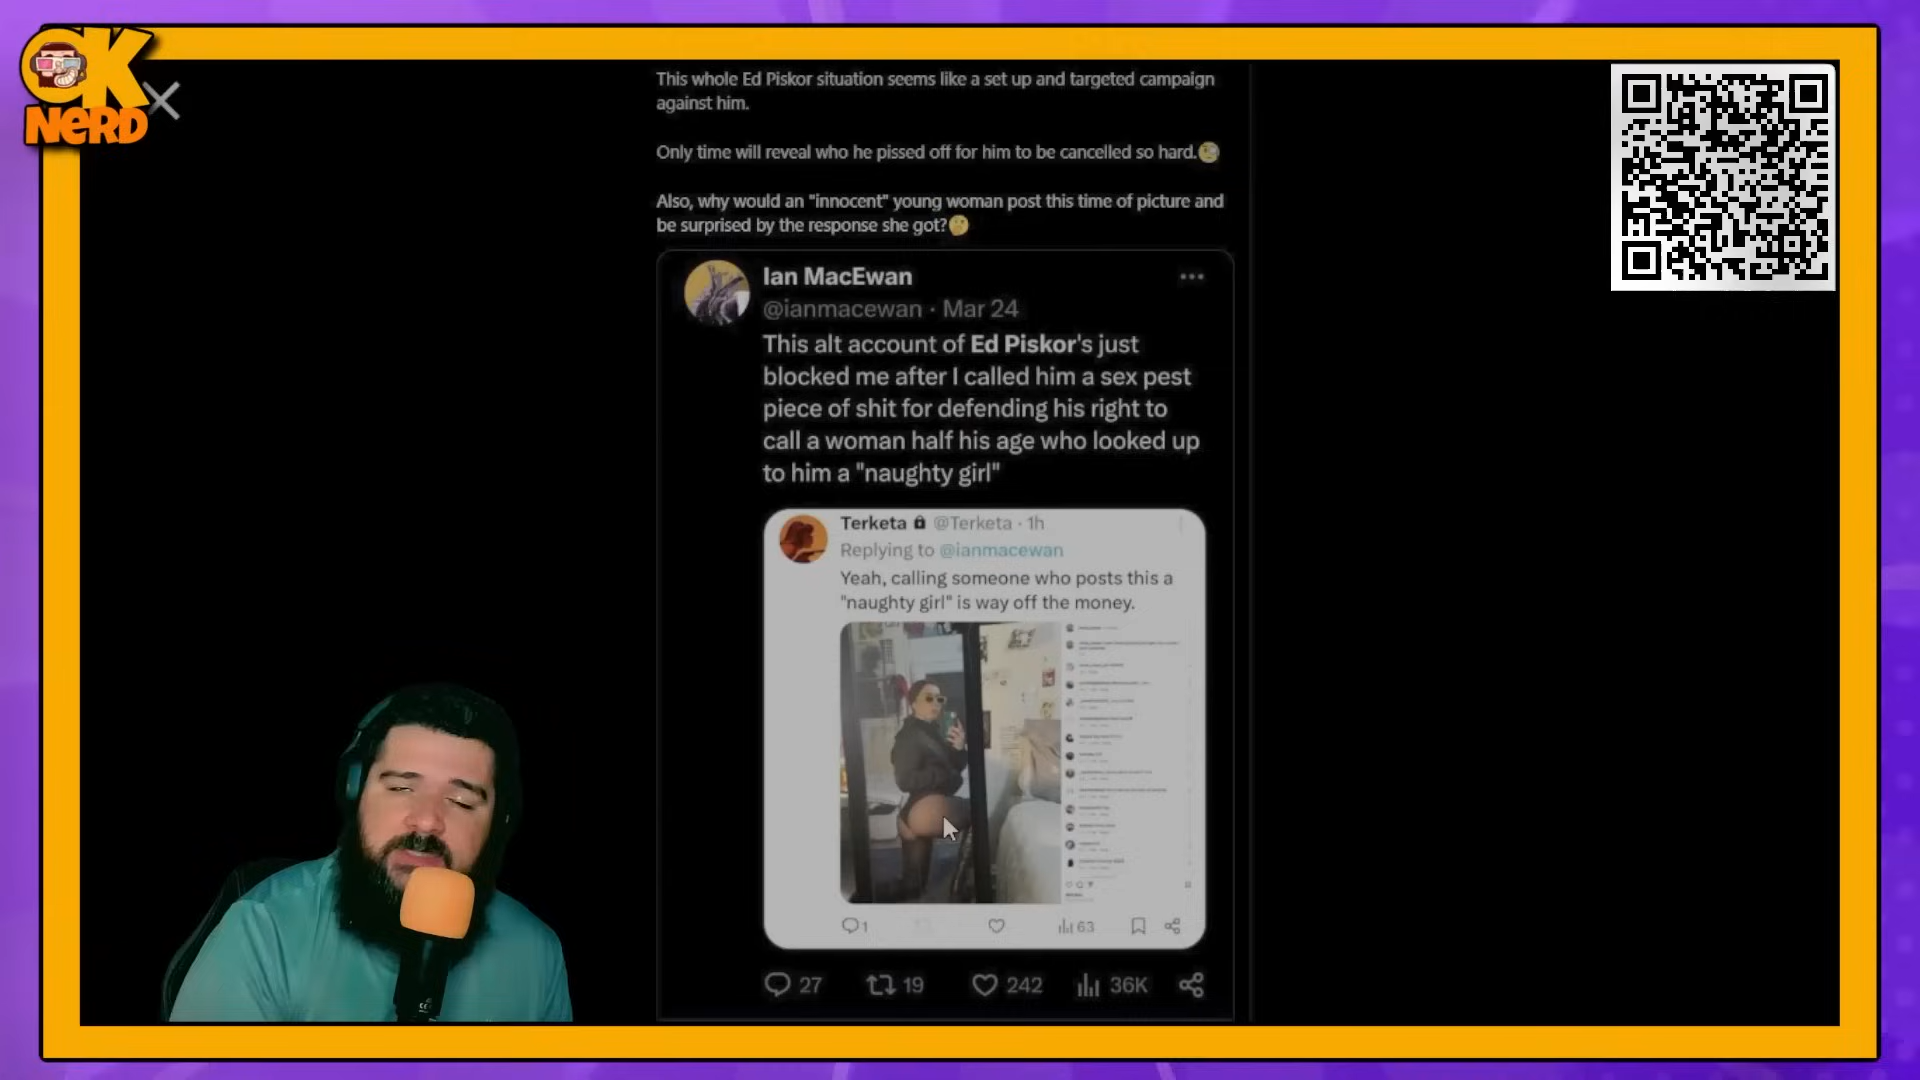 OK
NERD
This whole Ed Piskor situation seems like a set up and targeted campaign
against him.
Only time will reveal who he pissed off for him to be cancelled so hard.🧐
Also, why would an "innocent" young woman post this time of picture and
be surprised by the response she got?🤔
Ian MacEwan
@ianmacewan · Mar 24
This alt account of Ed Piskor's just
blocked me after I called him a sex pest
piece of shit for defending his right to
call a woman half his age who looked up
to him a "naughty girl"
Terketa 🔒 @Terketa · 1h
Replying to @ianmacewan
Yeah, calling someone who posts this a
"naughty girl" is way off the money.
1 63
27 19 242 36K